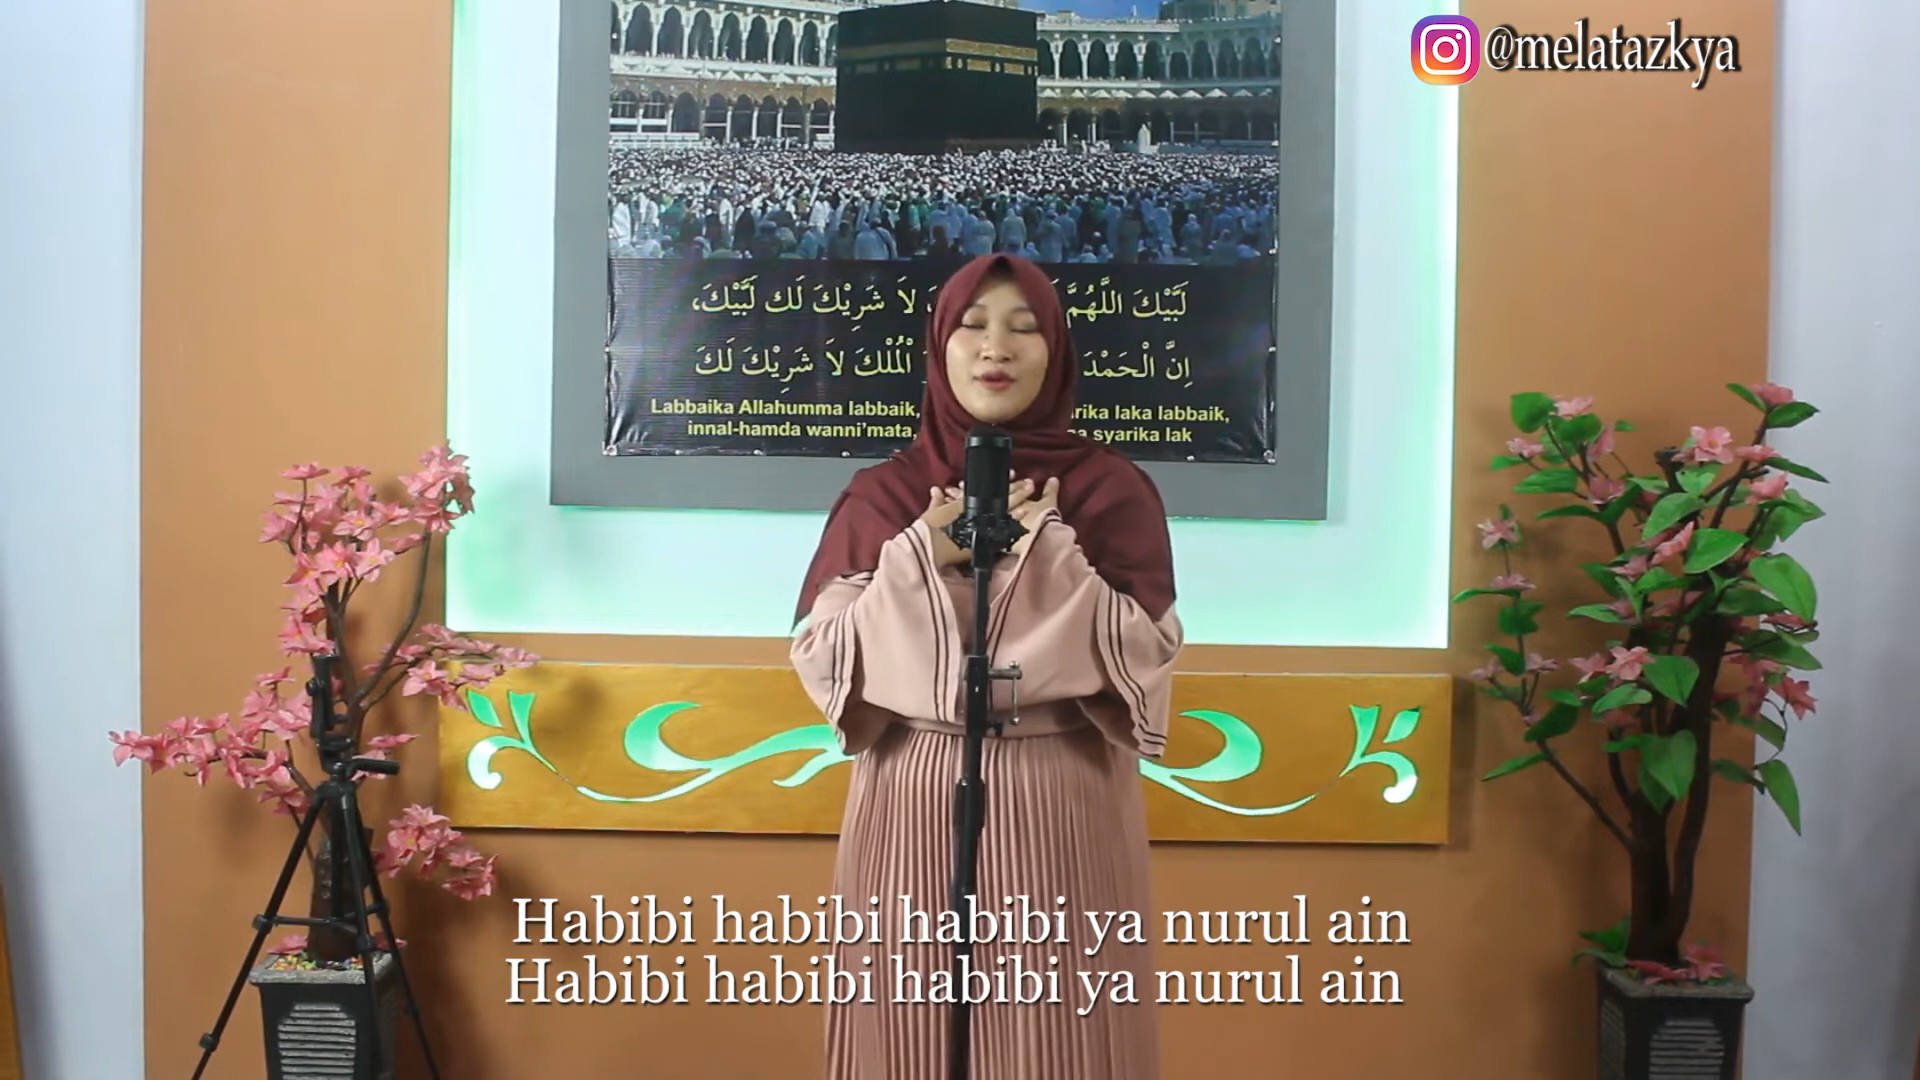 @melatazkya
لَبَّيْكَ اللَّهُمَّ لاَ شَرِيْكَ لَكَ لَبَّيْكَ،
اِنَّ الْحَمْدَ الْمُلْكَ لاَ شَرِيْكَ لَكَ
Labbaika Allahumma labbaik, laka labbaik,
innal-hamda wanni'mata, syarika lak
Habibi habibi habibi ya nurul ain
Habibi habibi habibi ya nurul ain